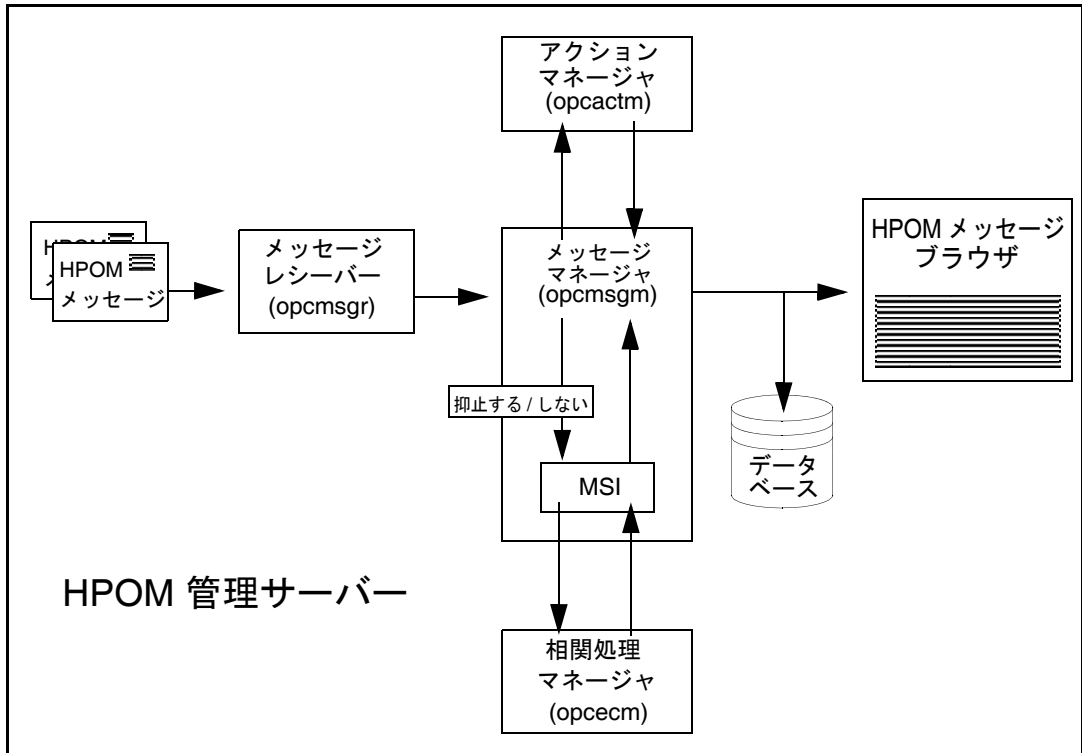 アクション
マネージャ
(opcactm)
HPOM
メ
HPOM
メッセージ
メッセージ
レシーバー
(opcmsgr)
メッセージ
マネージャ
(opcmsgm)
HPOM メッセージ
ブラウザ
抑止する / しない
MSI
データ
ベース
HPOM 管理サーバー
相関処理
マネージャ
(opcecm)